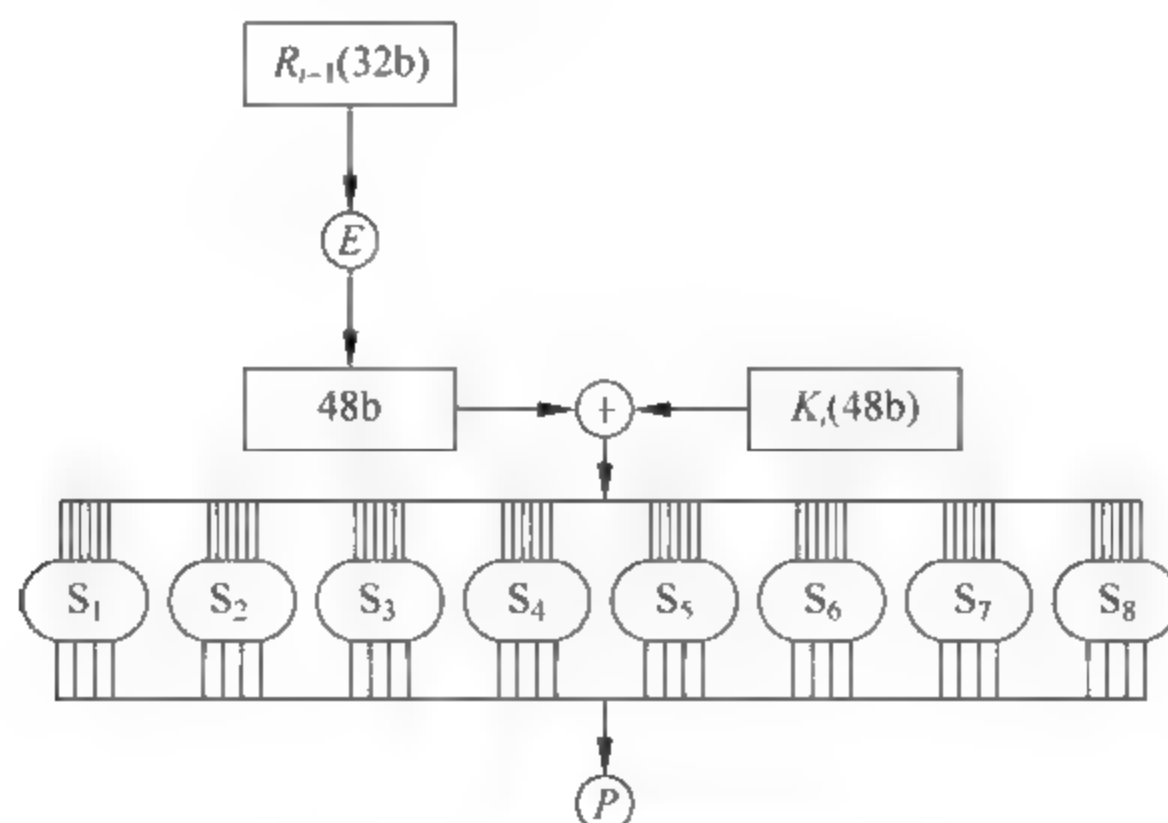 R_{i-1}(32b)
E
48b
+
K_i(48b)
S₁ S₂ S₃ S₄ S₅ S₆ S₇ S₈
P